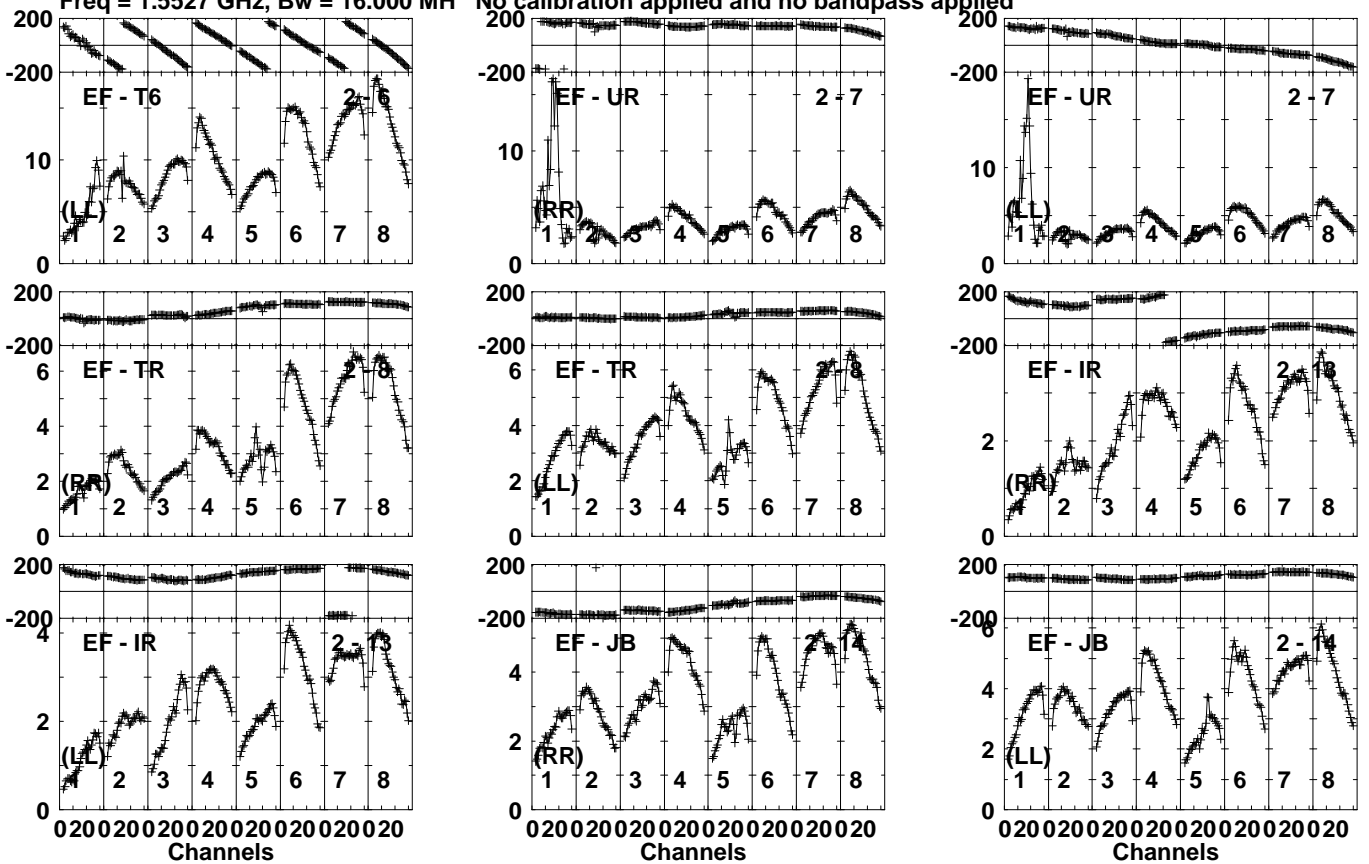 Freq = 1.5527 GHz, Bw = 16.000 MH No calibration applied and no bandpass applied
200 200 200
-200 -200 -200
EF - T6 2 - 6 EF - UR 2 - 7 EF - UR 2 - 7
10 10 10
(LL) (RR) (LL)
1 2 3 4 5 6 7 8 1 2 3 4 5 6 7 8 1 2 3 4 5 6 7 8
0 0 0
200 200 200
-200 -200 -200
EF - TR 2 - 8 EF - TR 2 - 8 EF - IR 2 - 13
6 6
4 4 2
2 2
(RR) (LL) (RR)
1 2 3 4 5 6 7 8 1 2 3 4 5 6 7 8 1 2 3 4 5 6 7 8
0 0 0
200 200 200
-200 -200 -200
4 6
EF - IR 2 - 13 EF - JB 2 - 14 EF - JB 2 - 14
4 4
2 2 2
(LL) (RR) (LL)
1 2 3 4 5 6 7 8 1 2 3 4 5 6 7 8 1 2 3 4 5 6 7 8
0 0 0
0 20 0 20 0 20 0 20 0 20 0 20 0 20 0 20 0 20 0 20 0 20 0 20 0 20 0 20 0 20 0 20 0 20 0 20 0 20 0 20 0 20 0 20 0 20 0 20
Channels Channels Channels